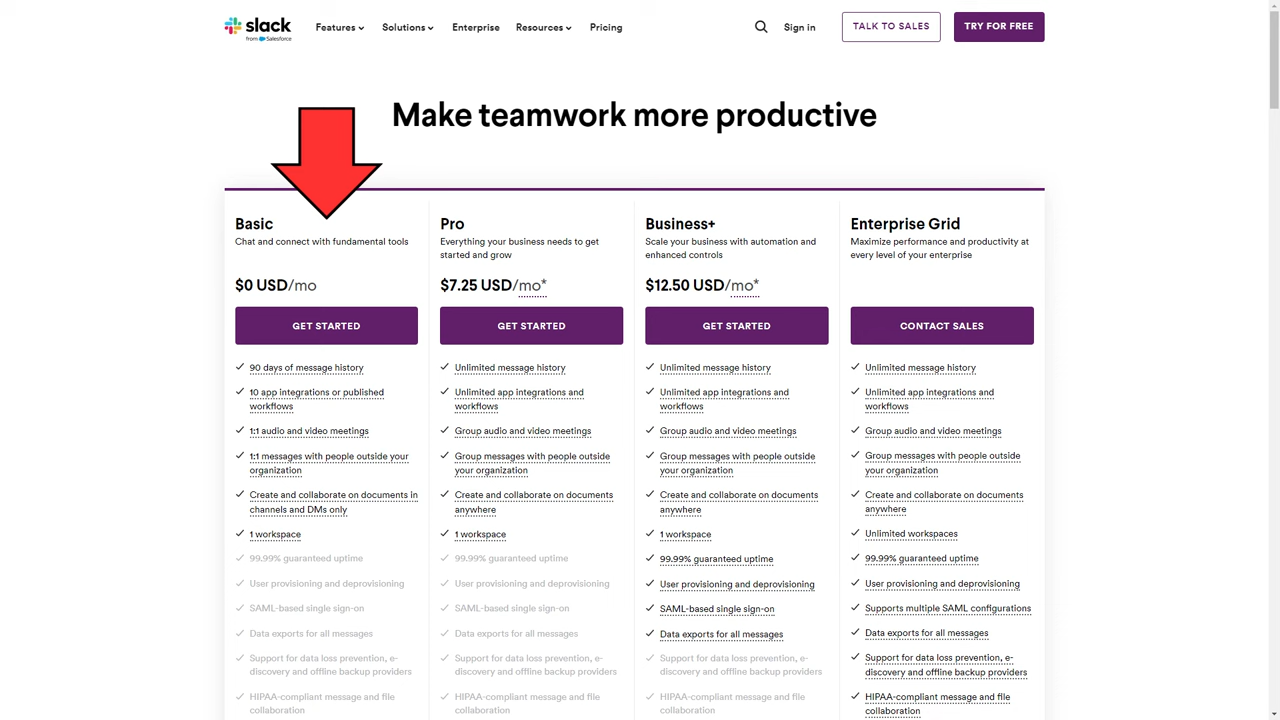 slack
from Salesforce
Features
Solutions
Enterprise
Resources
Pricing
Sign in
TALK TO SALES
TRY FOR FREE
Make teamwork more productive
Basic
Chat and connect with fundamental tools
$0 USD/mo
GET STARTED
90 days of message history
10 app integrations or published
workflows
1:1 audio and video meetings
1:1 messages with people outside your
organization
Create and collaborate on documents in
channels and DMs only
1 workspace
99.99% guaranteed uptime
User provisioning and deprovisioning
SAML-based single sign-on
Data exports for all messages
Support for data loss prevention, e-
discovery and offline backup providers
HIPAA-compliant message and file
collaboration
Pro
Everything your business needs to get
started and grow
$7.25 USD/mo*
GET STARTED
Unlimited message history
Unlimited app integrations and
workflows
Group audio and video meetings
Group messages with people outside
your organization
Create and collaborate on documents
anywhere
1 workspace
99.99% guaranteed uptime
User provisioning and deprovisioning
SAML-based single sign-on
Data exports for all messages
Support for data loss prevention, e-
discovery and offline backup providers
HIPAA-compliant message and file
collaboration
Business+
Scale your business with automation and
enhanced controls
$12.50 USD/mo*
GET STARTED
Unlimited message history
Unlimited app integrations and
workflows
Group audio and video meetings
Group messages with people outside
your organization
Create and collaborate on documents
anywhere
1 workspace
99.99% guaranteed uptime
User provisioning and deprovisioning
SAML-based single sign-on
Data exports for all messages
Support for data loss prevention, e-
discovery and offline backup providers
HIPAA-compliant message and file
collaboration
Enterprise Grid
Maximize performance and productivity at
every level of your enterprise
CONTACT SALES
Unlimited message history
Unlimited app integrations and
workflows
Group audio and video meetings
Group messages with people outside
your organization
Create and collaborate on documents
anywhere
Unlimited workspaces
99.99% guaranteed uptime
User provisioning and deprovisioning
Supports multiple SAML configurations
Data exports for all messages
Support for data loss prevention, e-
discovery and offline backup providers
HIPAA-compliant message and file
collaboration